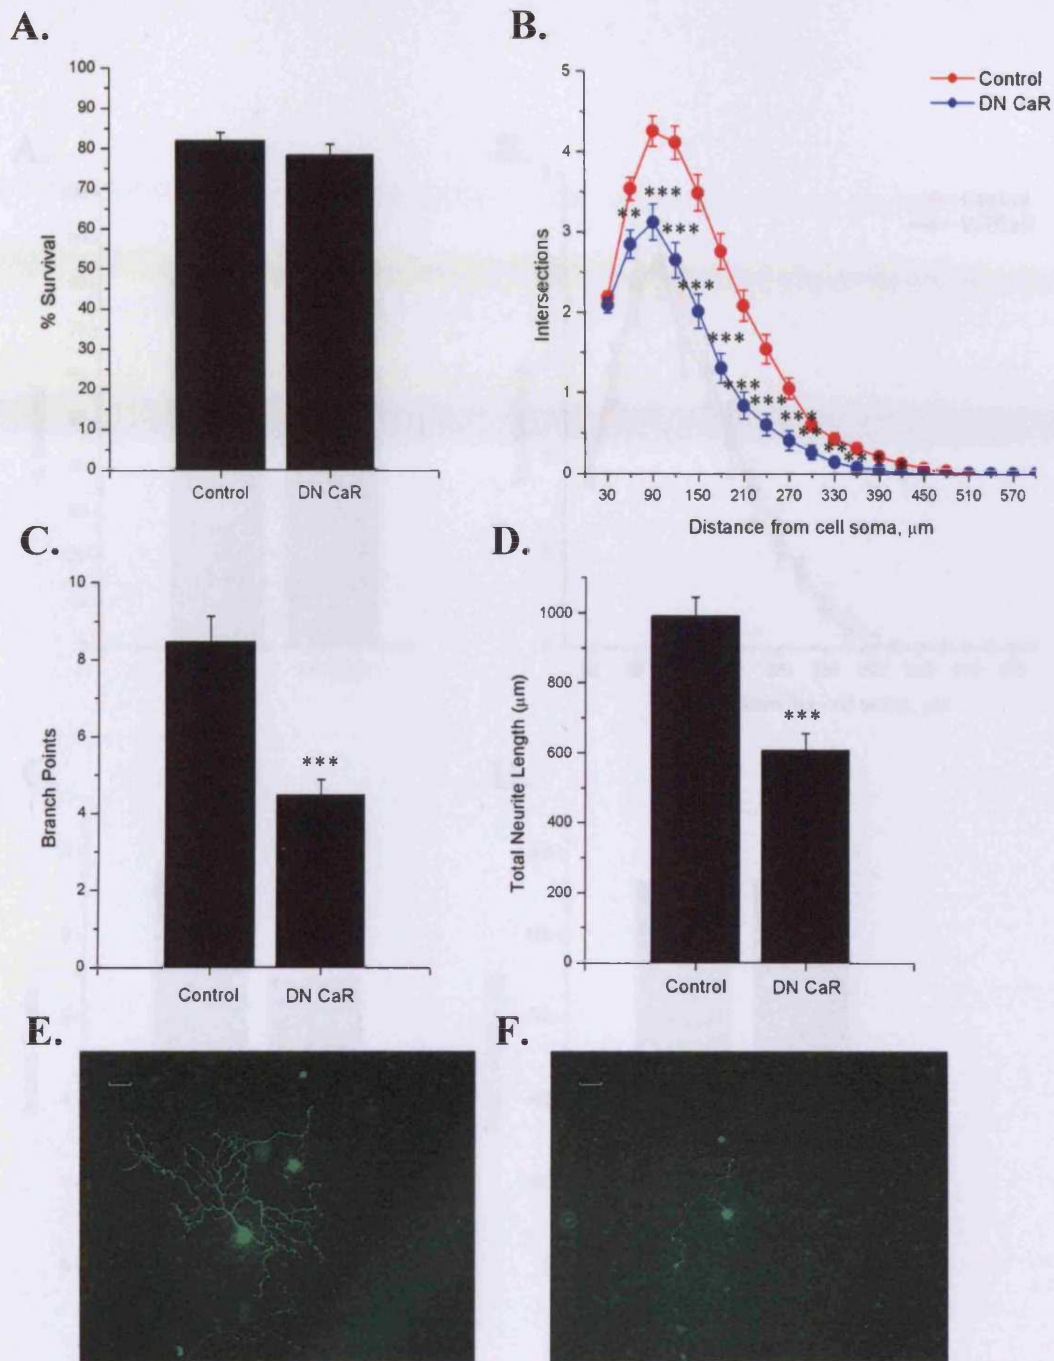 A.
100
90
80
70
60
50
40
30
20
10
0
% Survival
Control
DN CaR
B.
5
4
3
2
1
0
Intersections
Control
DN CaR
**
***
***
***
***
***
***
***
**
**
**
*
*
30
90
150
210
270
330
390
450
510
570
Distance from cell soma, μm
C.
10
8
6
4
2
0
Branch Points
***
Control
DN CaR
D.
1000
800
600
400
200
0
Total Neurite Length (μm)
***
Control
DN CaR
E.
F.